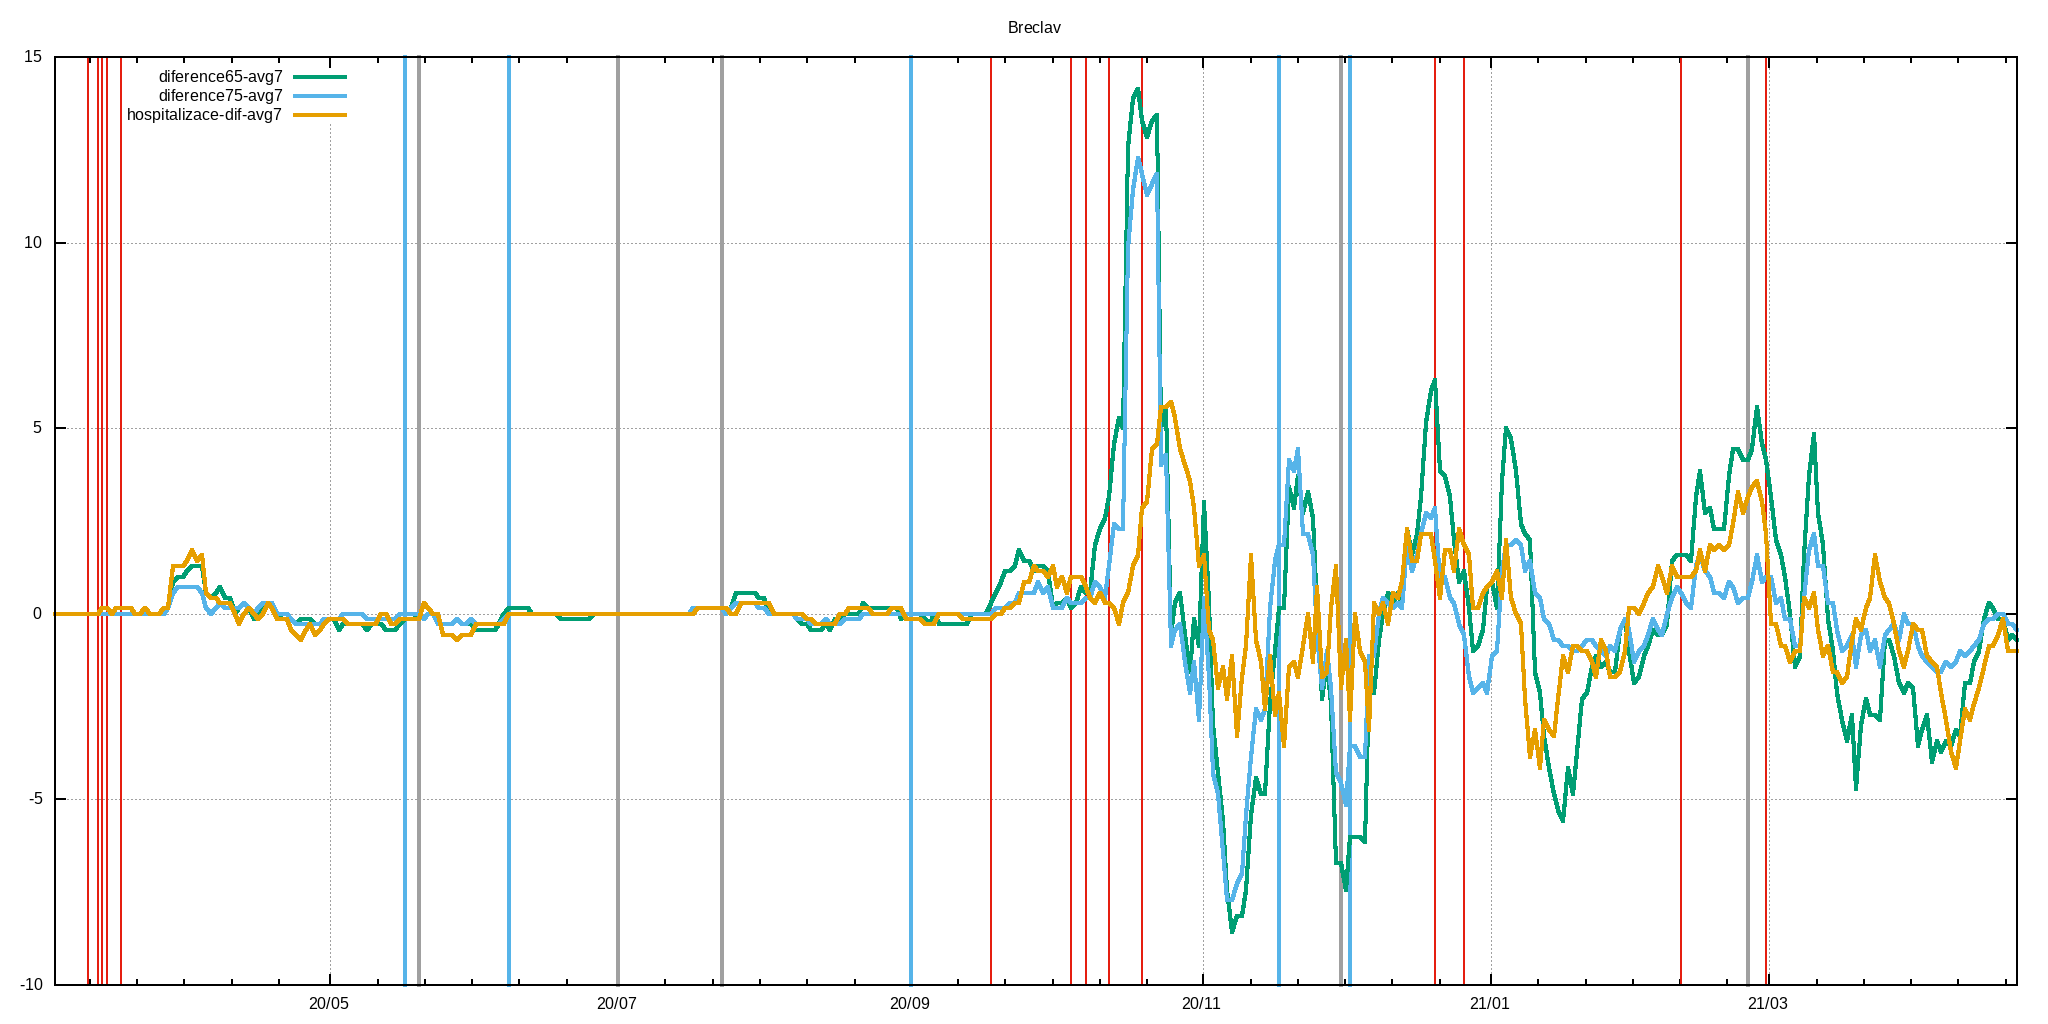 Breclav
15
diference65-avg7
diference75-avg7
hospitalizace-dif-avg7
10
5
0
-5
-10
20/05 20/07 20/09 20/11 21/01 21/03